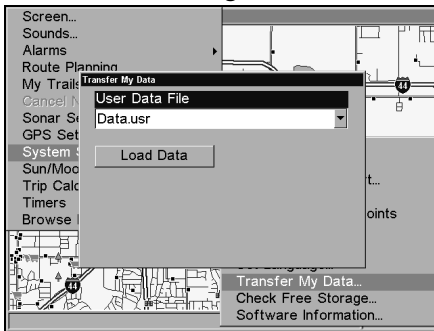 Screen...
Sounds...
Alarms
Route Planning
My Trails
Cancel
Sonar
GPS
System
Sun/Moo
Trip Calc
Timers
Browse
Transfer My Data
User Data File
Data.usr
Load Data
44
44
t...
oints
Set Language...
Transfer My Data...
Check Free Storage...
Software Information...